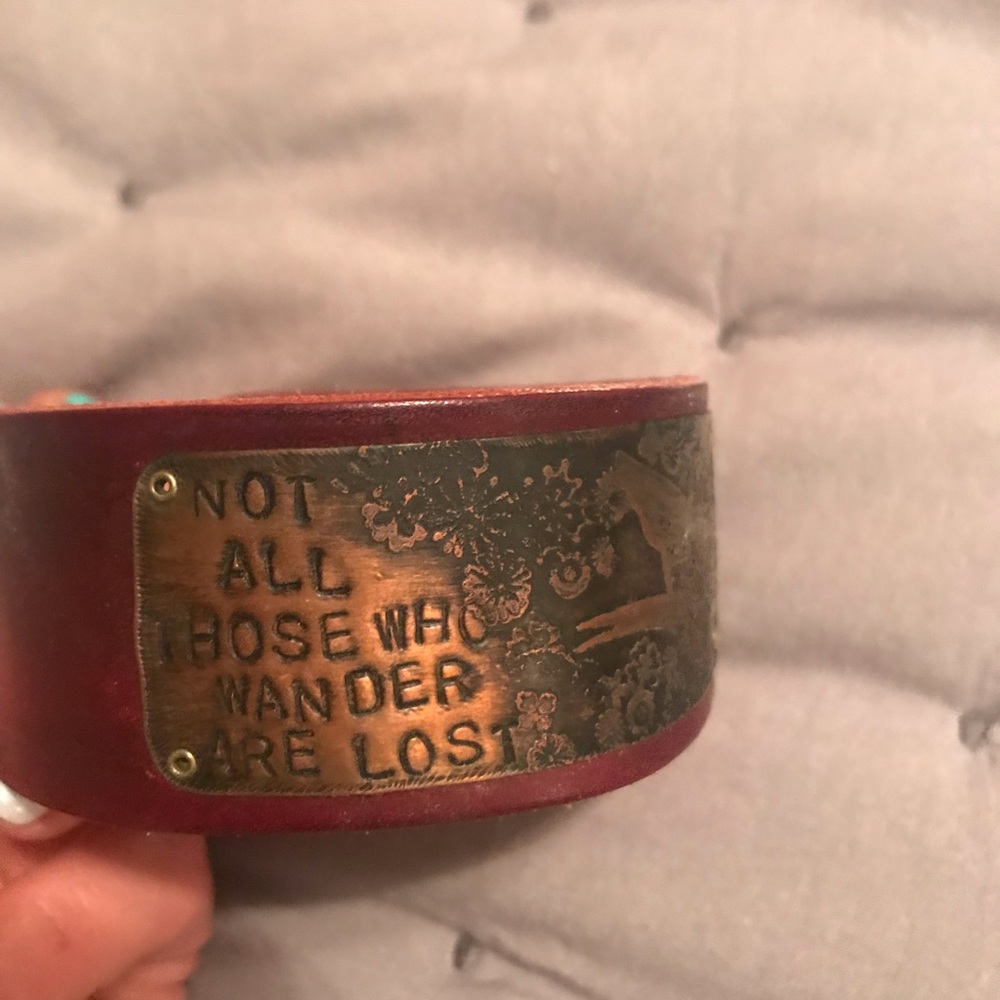 NOT
ALL
THOSE WHO
WANDER
ARE LOST